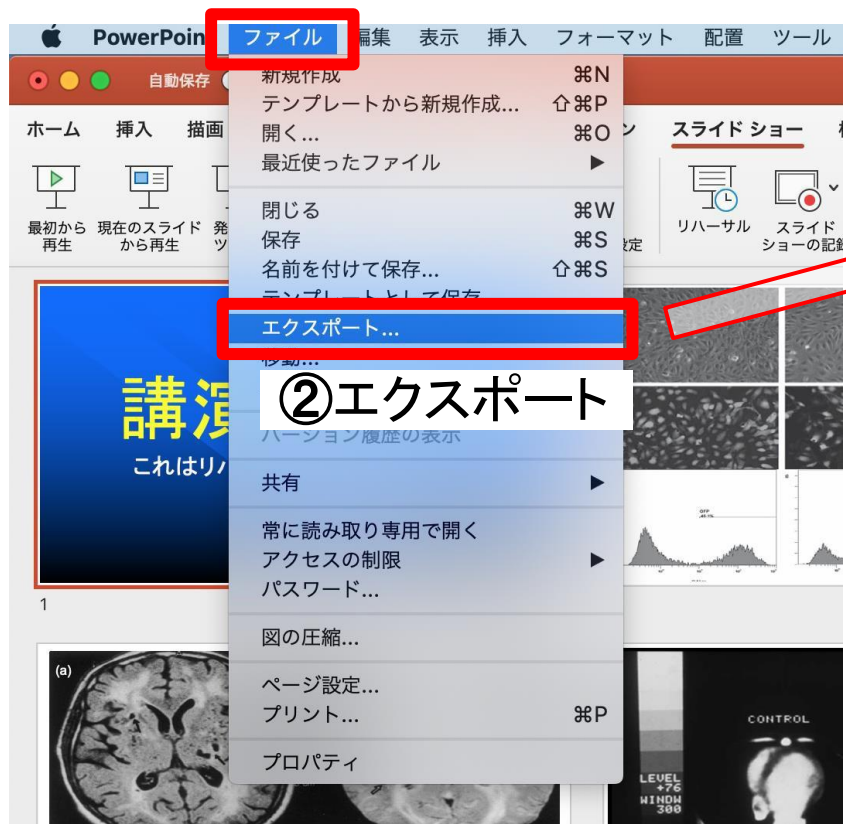 PowerPoin ファイル 編集 表示 挿入 フォーマット 配置 ツール
自動保存
新規作成 ⌘N
テンプレートから新規作成... ⇧⌘P
開く... ⌘O
最近使ったファイル ▶
閉じる ⌘W
保存 ⌘S
名前を付けて保存... ⇧⌘S
テンプレートとして保存
エクスポート...
移動...
②エクスポート
バージョン履歴の表示
共有 ▶
常に読み取り専用で開く
アクセスの制限 ▶
パスワード...
図の圧縮...
ページ設定...
プリント... ⌘P
プロパティ
ホーム 挿入 描画
スライド ショー
最初から
再生
現在のスライド
から再生
リハーサル
スライド
ショーの記録
設定
講演
これはリハ
1
(a)
CONTROL
LEVEL
+76
WINDW
300